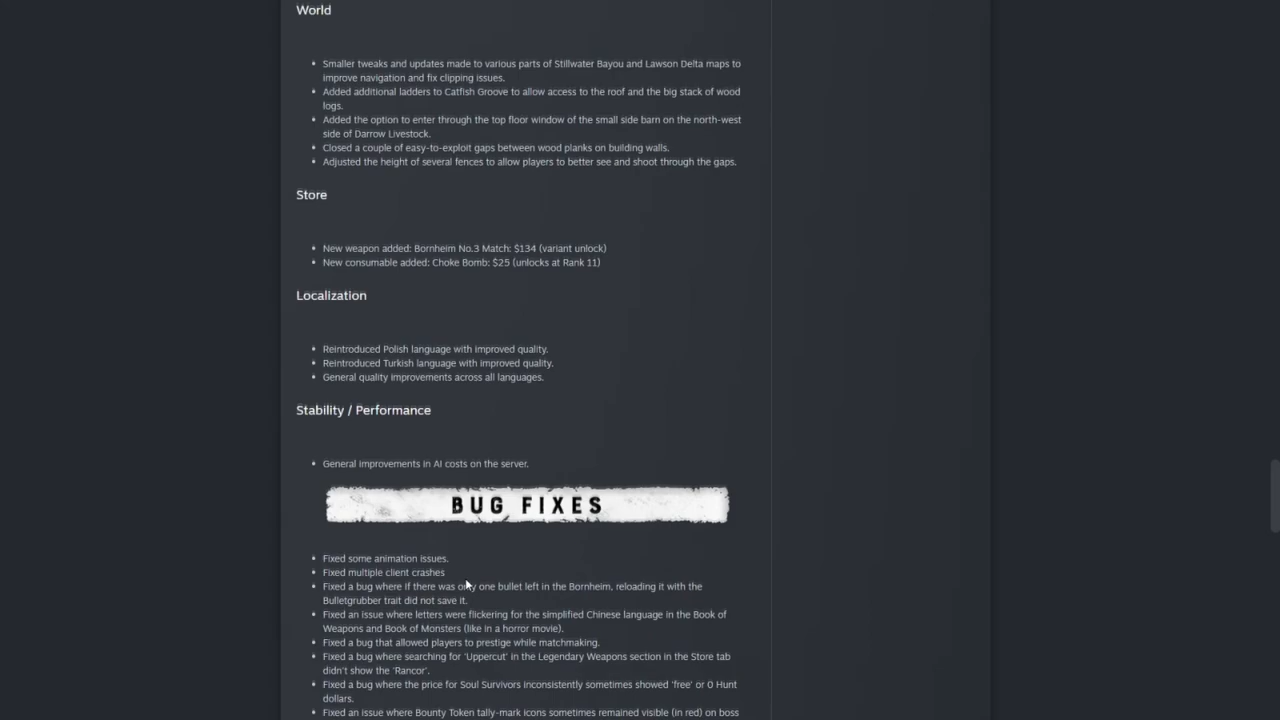 World
• Smaller tweaks and updates made to various parts of Stillwater Bayou and Lawson Delta maps to
improve navigation and fix clipping issues.
• Added additional ladders to Catfish Groove to allow access to the roof and the big stack of wood
logs.
• Added the option to enter through the top floor window of the small side barn on the north-west
side of Darrow Livestock.
• Closed a couple of easy-to-exploit gaps between wood planks on building walls.
• Adjusted the height of several fences to allow players to better see and shoot through the gaps.
Store
• New weapon added: Bornheim No.3 Match: $134 (variant unlock)
• New consumable added: Choke Bomb: $25 (unlocks at Rank 11)
Localization
• Reintroduced Polish language with improved quality.
• Reintroduced Turkish language with improved quality.
• General quality improvements across all languages.
Stability / Performance
• General improvements in AI costs on the server.
BUG FIXES
• Fixed some animation issues.
• Fixed multiple client crashes
• Fixed a bug where if there was only one bullet left in the Bornheim, reloading it with the
Bulletgrubber trait did not save it.
• Fixed an issue where letters were flickering for the simplified Chinese language in the Book of
Weapons and Book of Monsters (like in a horror movie).
• Fixed a bug that allowed players to prestige while matchmaking.
• Fixed a bug where searching for 'Uppercut' in the Legendary Weapons section in the Store tab
didn't show the 'Rancor'.
• Fixed a bug where the price for Soul Survivors inconsistently sometimes showed 'free' or 0 Hunt
dollars.
• Fixed an issue where Bounty Token tally-mark icons sometimes remained visible (in red) on boss